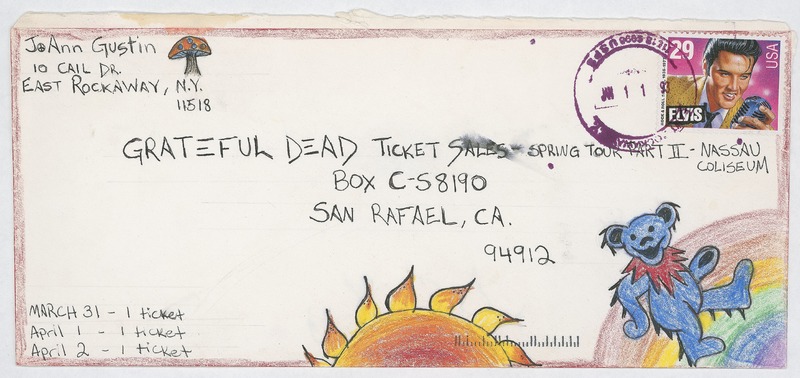 JoAnn Gustin
10 CAIL DR.
EAST ROCKAWAY, N.Y.
11518
29
USA
ELVIS
GRATEFUL DEAD TICKET SALES - SPRING TOUR PART II - NASSAU
COLISEUM
BOX C-S8190
SAN RAFAEL, CA.
94912
MARCH 31 - 1 ticket
April 1 - 1 ticket
April 2 - 1 ticket